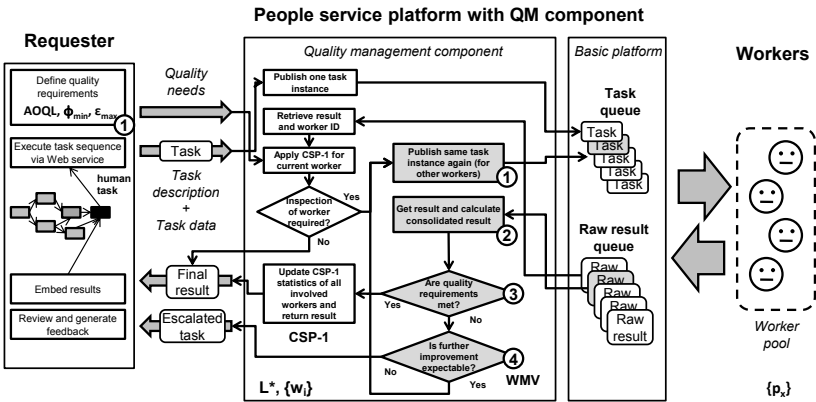 People service platform with QM component
Requester
Quality management component
Basic platform
Workers
Define quality
requirements
AOQL, ϕmin, εmax
1
Execute task sequence
via Web service
human
task
Embed results
Review and generate
feedback
Quality
needs
Task
Task
description
+
Task data
Final
result
Escalated
task
Publish one task
instance
Retrieve result
and worker ID
Apply CSP-1 for
current worker
Inspection
of worker
required?
Yes
No
Update CSP-1
statistics of all
involved
workers and
return result
CSP-1
L*, {wi}
Publish same task
instance again (for
other workers)
1
Get result and calculate
consolidated result
2
Are quality
requirements
met?
3
Yes
No
Is further
improvement
expectable?
4
No
Yes
WMV
Task
queue
Task
Task
Task
Task
Task
Raw result
queue
Raw
Raw
Raw
Raw
Raw
result
Worker
pool
{px}